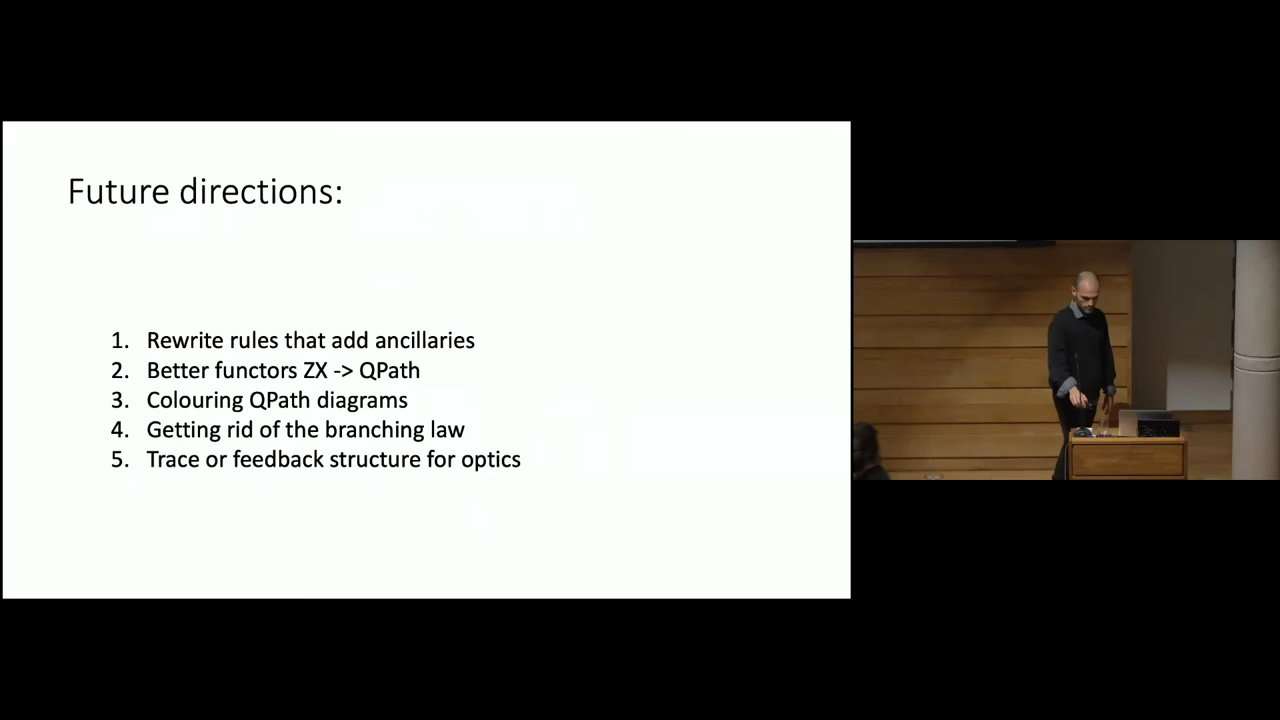 Future directions:
1. Rewrite rules that add ancillaries
2. Better functors ZX -> QPath
3. Colouring QPath diagrams
4. Getting rid of the branching law
5. Trace or feedback structure for optics